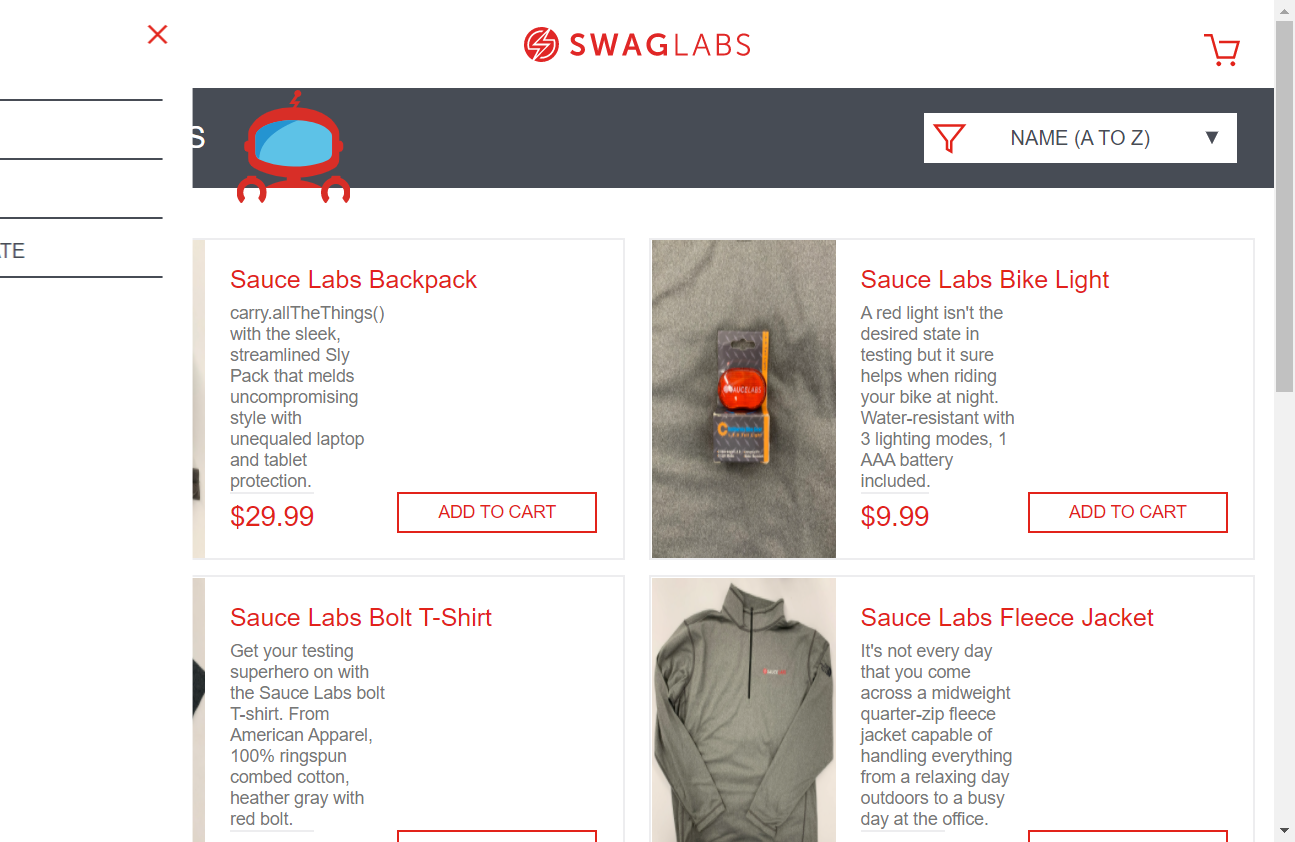 SWAGLABS
S
NAME (A TO Z)
ATE
Sauce Labs Backpack
carry.allTheThings()
with the sleek,
streamlined Sly
Pack that melds
uncompromising
style with
unequaled laptop
and tablet
protection.
$29.99
ADD TO CART
Sauce Labs Bike Light
A red light isn't the
desired state in
testing but it sure
helps when riding
your bike at night.
Water-resistant with
3 lighting modes, 1
AAA battery
included.
$9.99
ADD TO CART
Sauce Labs Bolt T-Shirt
Get your testing
superhero on with
the Sauce Labs bolt
T-shirt. From
American Apparel,
100% ringspun
combed cotton,
heather gray with
red bolt.
Sauce Labs Fleece Jacket
It's not every day
that you come
across a midweight
quarter-zip fleece
jacket capable of
handling everything
from a relaxing day
outdoors to a busy
day at the office.